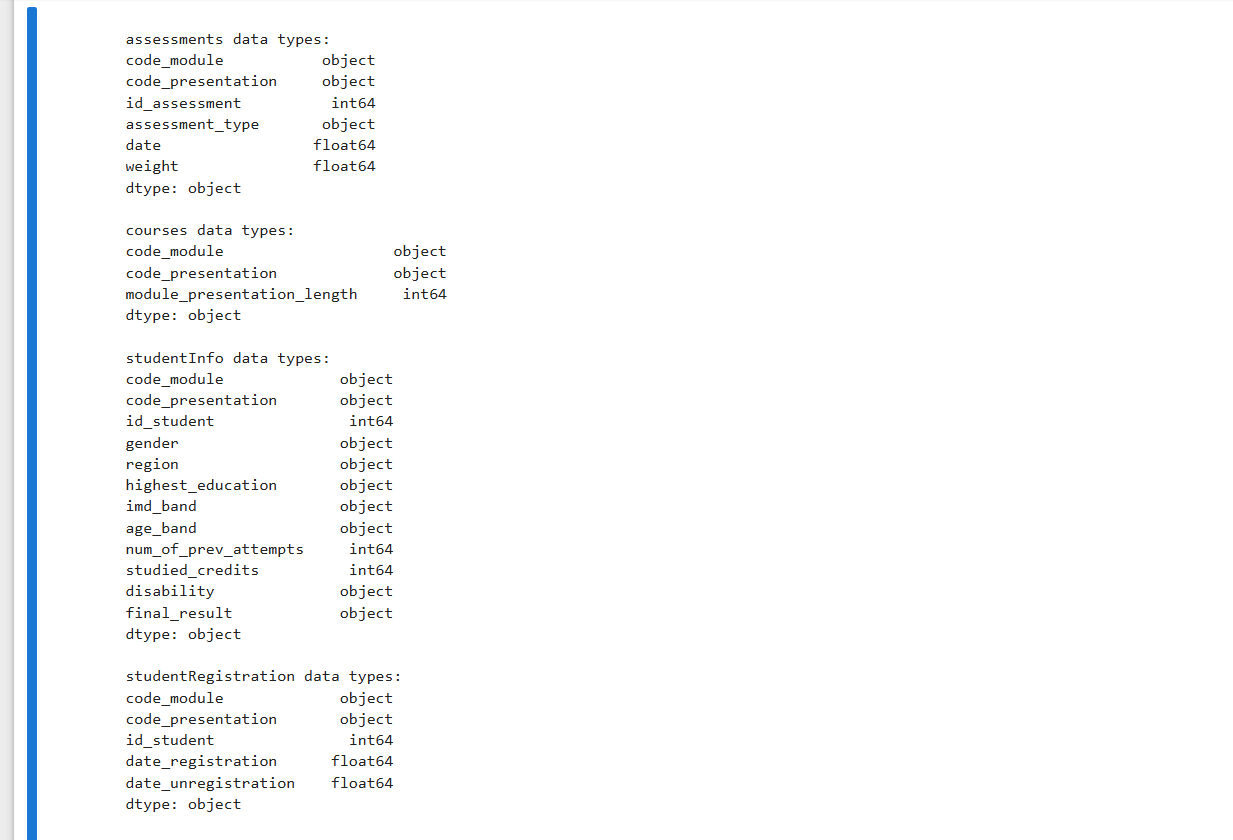 assessments data types:
code_module object
code_presentation object
id_assessment int64
assessment_type object
date float64
weight float64
dtype: object
courses data types:
code_module object
code_presentation object
module_presentation_length int64
dtype: object
studentInfo data types:
code_module object
code_presentation object
id_student int64
gender object
region object
highest_education object
imd_band object
age_band object
num_of_prev_attempts int64
studied_credits int64
disability object
final_result object
dtype: object
studentRegistration data types:
code_module object
code_presentation object
id_student int64
date_registration float64
date_unregistration float64
dtype: object